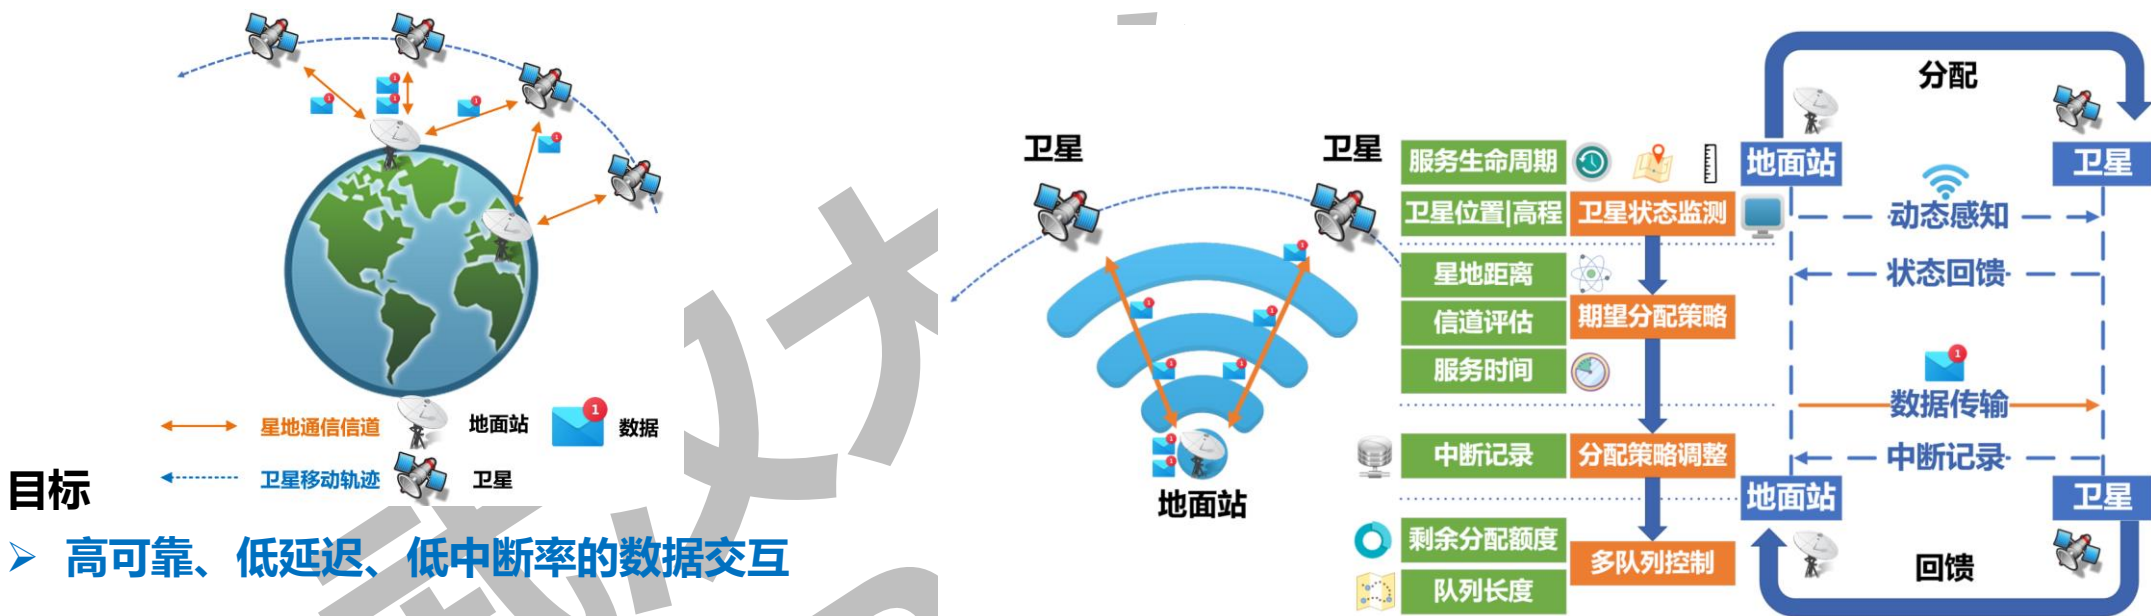 星地通信信道
地面站
数据
卫星移动轨迹
卫星
目标
高可靠、低延迟、低中断率的数据交互
卫星
卫星
地面站
服务生命周期
卫星位置|高程
卫星状态监测
星地距离
信道评估
期望分配策略
服务时间
中断记录
分配策略调整
剩余分配额度
多队列控制
队列长度
分配
地面站
卫星
动态感知
状态回馈
数据传输
中断记录
地面站
卫星
回馈